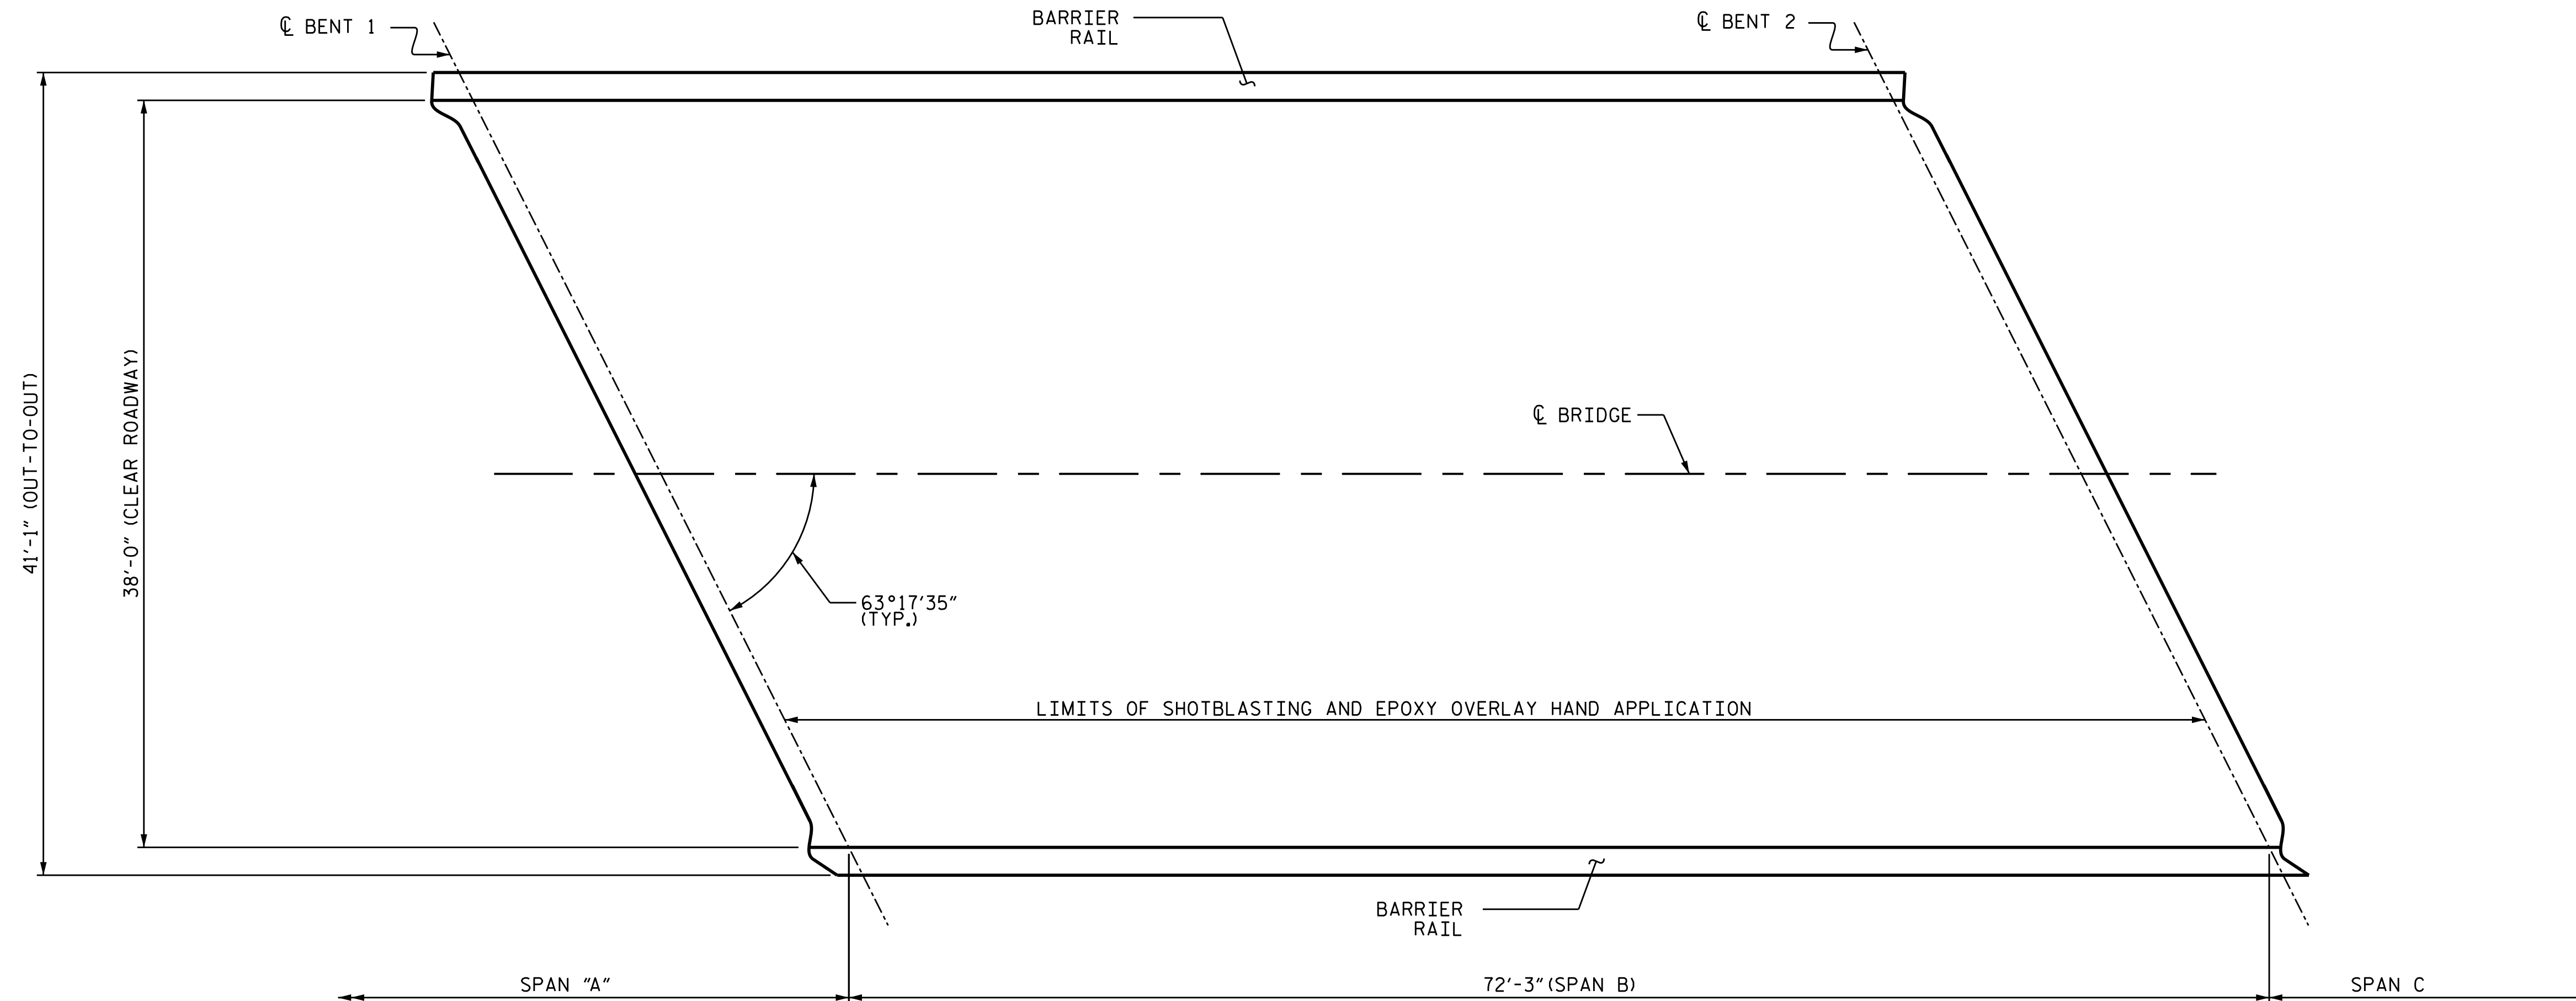 ℄ BENT 1
BARRIER
RAIL
℄ BENT 2
41'-1" (OUT-TO-OUT)
38'-0" (CLEAR ROADWAY)
℄ BRIDGE
63°17'35"
(TYP.)
LIMITS OF SHOTBLASTING AND EPOXY OVERLAY HAND APPLICATION
BARRIER
RAIL
SPAN "A"
72'-3"(SPAN B)
SPAN C